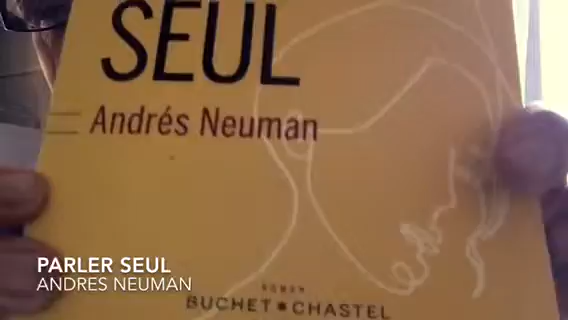 SEUL
Andrés Neuman
PARLER SEUL
ANDRES NEUMAN
ROMAN
BUCHET ✱ CHASTEL